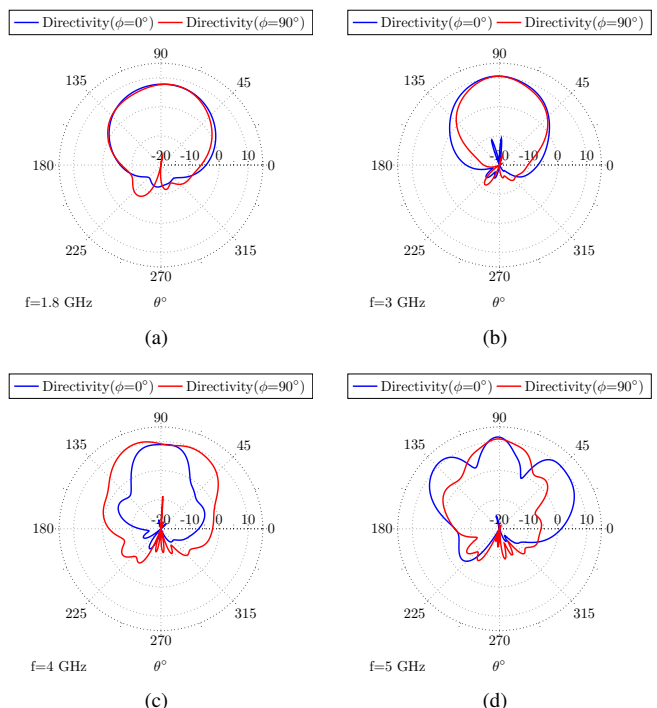 Directivity(ϕ=0°) Directivity(ϕ=90°)
90
135 45
180 -20 -10 0 10 0
225 315
270
f=1.8 GHz θ°
(a)
Directivity(ϕ=0°) Directivity(ϕ=90°)
90
135 45
180 -20 -10 0 10 0
225 315
270
f=3 GHz θ°
(b)
Directivity(ϕ=0°) Directivity(ϕ=90°)
90
135 45
180 -20 -10 0 10 0
225 315
270
f=4 GHz θ°
(c)
Directivity(ϕ=0°) Directivity(ϕ=90°)
90
135 45
180 -20 -10 0 10 0
225 315
270
f=5 GHz θ°
(d)